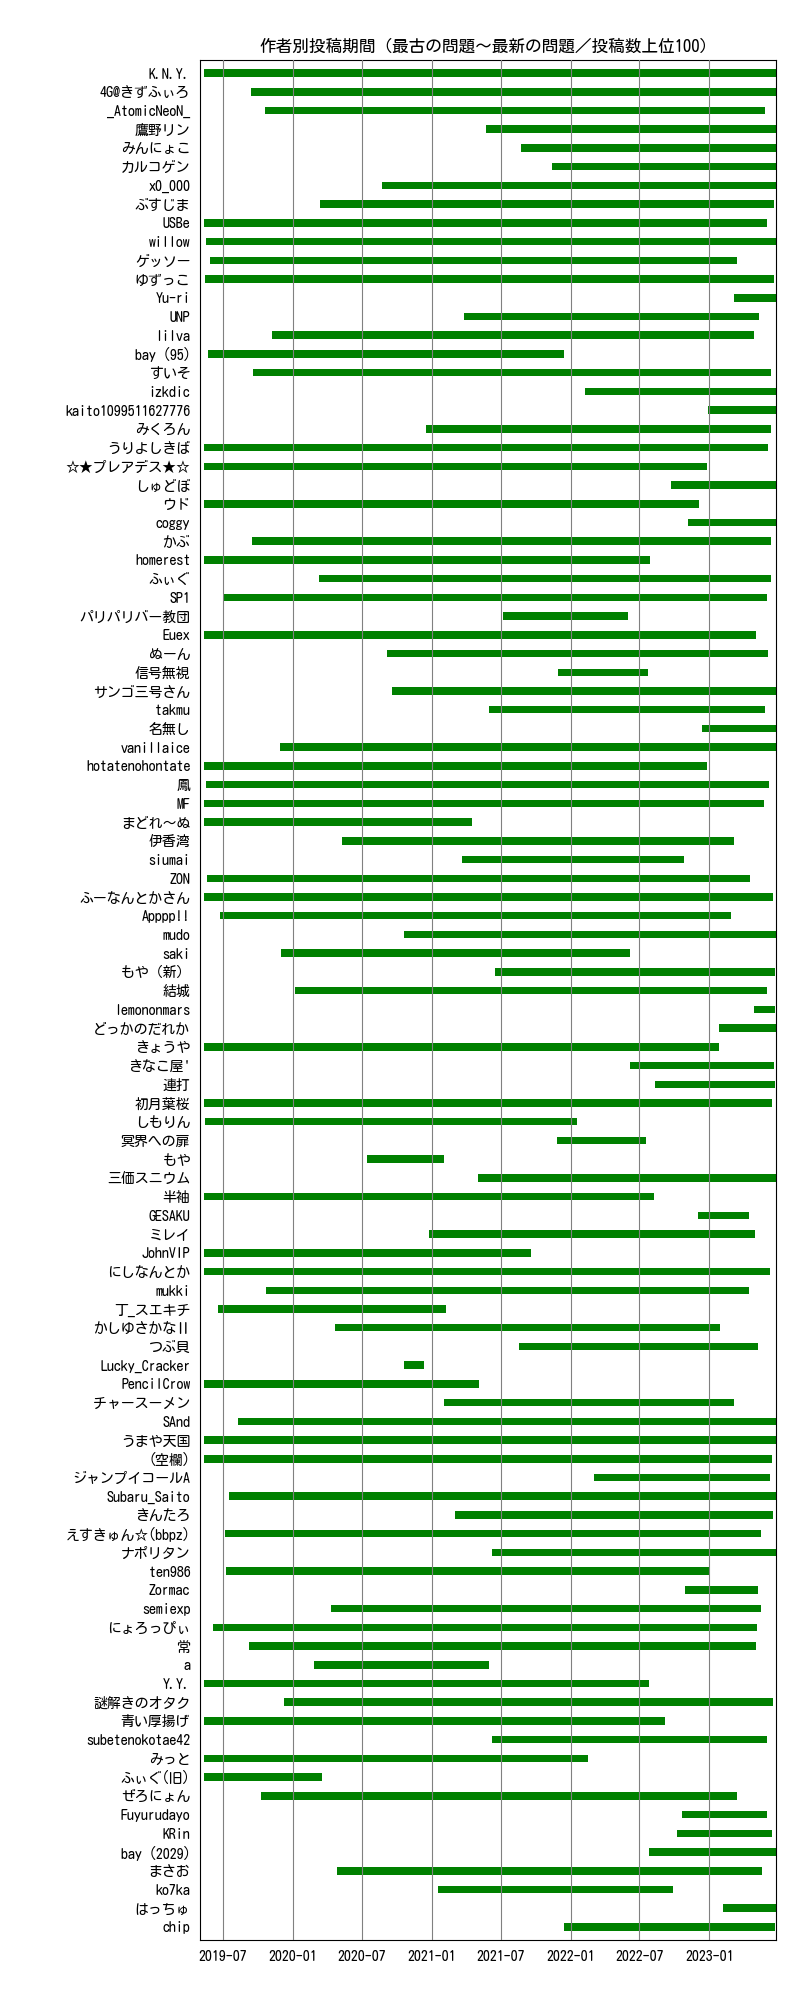 作者別投稿期間 (最古の問題～最新の問題／投稿数上位100)
K.N.Y.
4G@きずふぃろ
_AtomicNeoN_
鷹野リン
みんにょこ
カルコゲン
x0_000
ぶすじま
USBe
willow
ゲッソー
ゆずっこ
Yu-ri
UNP
lilva
bay (95)
すいそ
izkdic
kaito1099511627776
みくろん
うりよしきば
☆★プレアデス★☆
しゅどぼ
ウド
coggy
かぶ
homerest
ふぃぐ
SP1
パリパリバー教団
Euex
ぬーん
信号無視
サンゴ三号さん
takmu
名無し
vanillaice
hotatenohontate
鳳
MF
まどれ～ぬ
伊香湾
siumai
ZON
ふーなんとかさん
Appppll
mudo
saki
もや (新)
結城
lemononmars
どっかのだれか
きょうや
きなこ屋'
連打
初月葉桜
しもりん
冥界への扉
もや
三価スニウム
半袖
GESAKU
ミレイ
JohnVIP
にしなんとか
mukki
丁_スエキチ
かしゆさかなⅡ
つぶ貝
Lucky_Cracker
PencilCrow
チャースーメン
SAnd
うまや天国
(空欄)
ジャンプイコールA
Subaru_Saito
きんたろ
えすきゅん☆(bbpz)
ナポリタン
ten986
Zormac
semiexp
にょろっぴぃ
常
a
Y.Y.
謎解きのオタク
青い厚揚げ
subetenokotae42
みっと
ふぃぐ(旧)
ぜろにょん
Fuyurudayo
KRin
bay (2029)
まさお
ko7ka
はっちゅ
chip
2019-07 2020-01 2020-07 2021-01 2021-07 2022-01 2022-07 2023-01